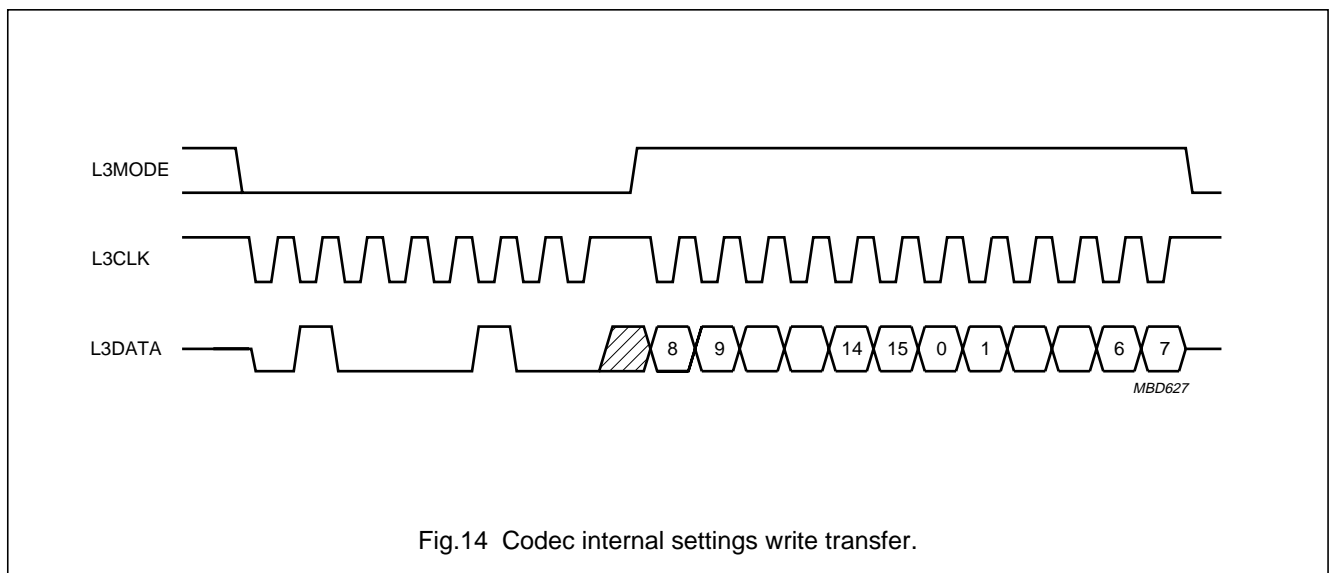 L3MODE
L3CLK
L3DATA
8 9 14 15 0 1 6 7
MBD627
Fig.14 Codec internal settings write transfer.